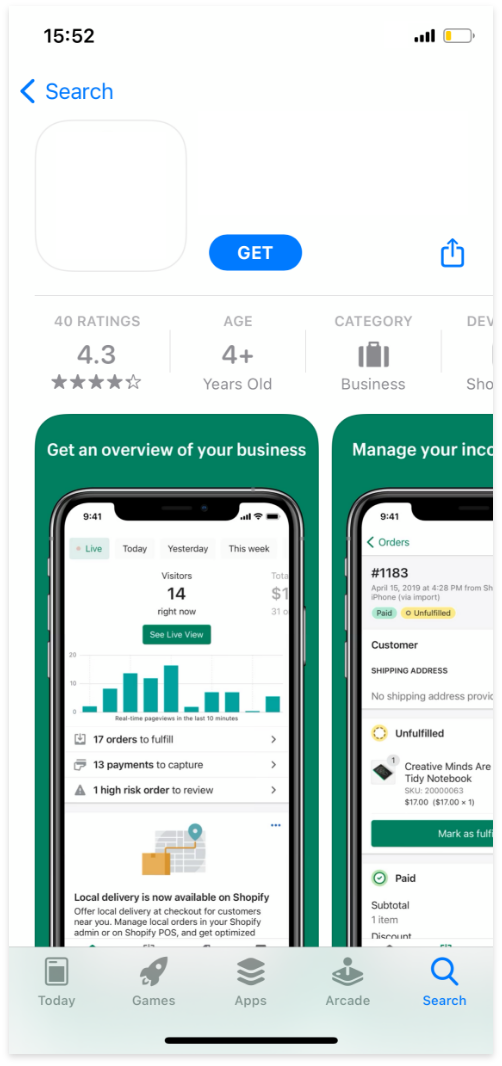 15:52
Search
GET
40 RATINGS AGE CATEGORY DEV
4.3 4+
Years Old Business Sho
Get an overview of your business
9:41
Live Today Yesterday This week
Visitors Tota
14 $1
right now 31 o
See Live View
20
10
0
Real-time pageviews in the last 10 minutes
17 orders to fulfill
13 payments to capture
1 high risk order to review
Local delivery is now available on Shopify
Offer local delivery at checkout for customers
near you. Manage local orders in your Shopify
admin or on Shopify POS, and get optimized
Manage your inco
9:41
Orders
#1183
April 15, 2019 at 4:28 PM from Sh
iPhone (via import)
Paid Unfulfilled
Customer
SHIPPING ADDRESS
No shipping address provid
Unfulfilled
1
Creative Minds Are
Tidy Notebook
SKU: 20000063
$17.00 ($17.00 × 1)
Mark as fulfi
Paid
Subtotal
1 item
Discount
Today Games Apps Arcade Search